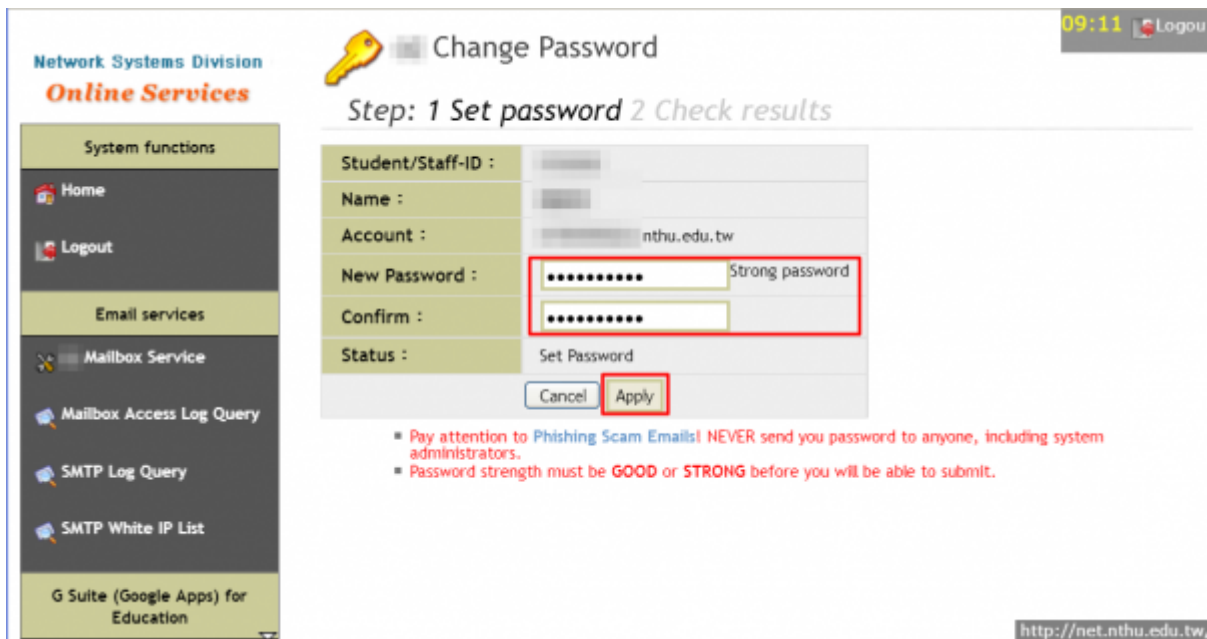 09:11 Logou
Network Systems Division
Online Services
Change Password
Step: 1 Set password 2 Check results
System functions
Home
Logout
Email services
Mailbox Service
Mailbox Access Log Query
SMTP Log Query
SMTP White IP List
G Suite (Google Apps) for
Education
Student/Staff-ID：
Name：
Account：
nthu.edu.tw
New Password：
Strong password
Confirm：
Status：
Set Password
Cancel
Apply
Pay attention to Phishing Scam Emails! NEVER send you password to anyone, including system
administrators.
Password strength must be GOOD or STRONG before you will be able to submit.
http://net.nthu.edu.tw